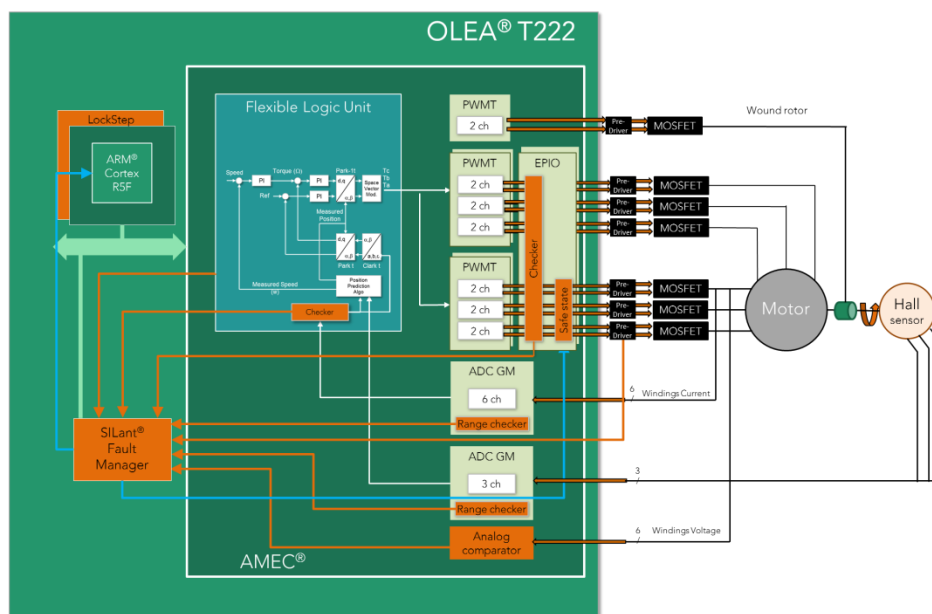 OLEA® T222
LockStep
ARM®
Cortex
R5F
SILant®
Fault
Manager
AMEC®
Flexible Logic Unit
Speed
PI
Torque (Ω)
PI
Park-1t
d,q
α,β
Space
Vector
Mod.
Tc
Tb
Ta
Ref
PI
Measured
Position
d,q
α,β
Park t
α,β
a,b,c
Clark t
Measured Speed
(w)
Position
Prediction
Algo
Checker
PWMT
2 ch
PWMT
2 ch
2 ch
2 ch
PWMT
2 ch
2 ch
2 ch
EPIO
Checker
Safe state
ADC GM
6 ch
Range checker
ADC GM
3 ch
Range checker
Analog
comparator
Pre-
Driver
MOSFET
Wound rotor
Pre-
Driver
MOSFET
Pre-
Driver
MOSFET
Pre-
Driver
MOSFET
Pre-
Driver
MOSFET
Pre-
Driver
MOSFET
Pre-
Driver
MOSFET
Motor
Hall
sensor
6
Windings Current
3
6
Windings Voltage